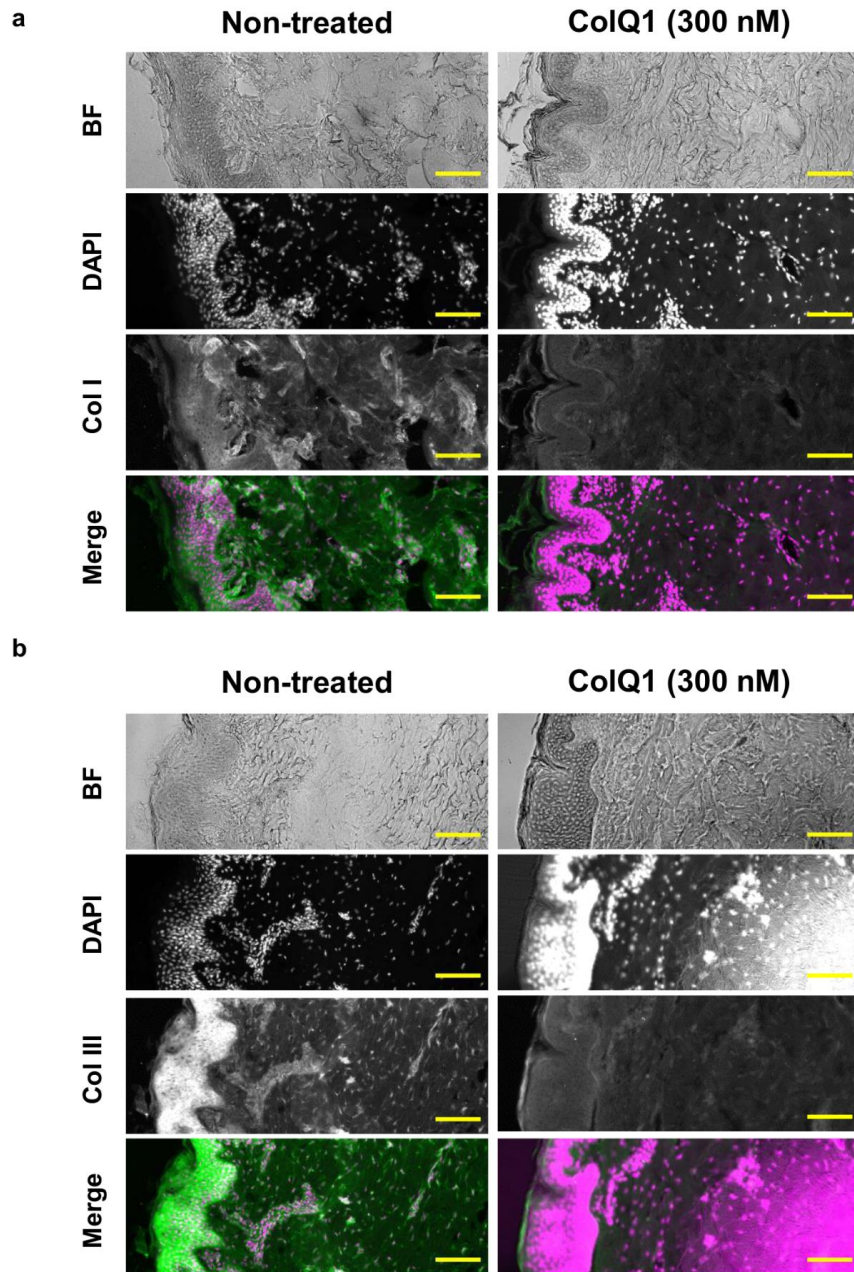 a
Non-treated
ColQ1 (300 nM)
BF
DAPI
Col I
Merge
b
Non-treated
ColQ1 (300 nM)
BF
DAPI
Col III
Merge